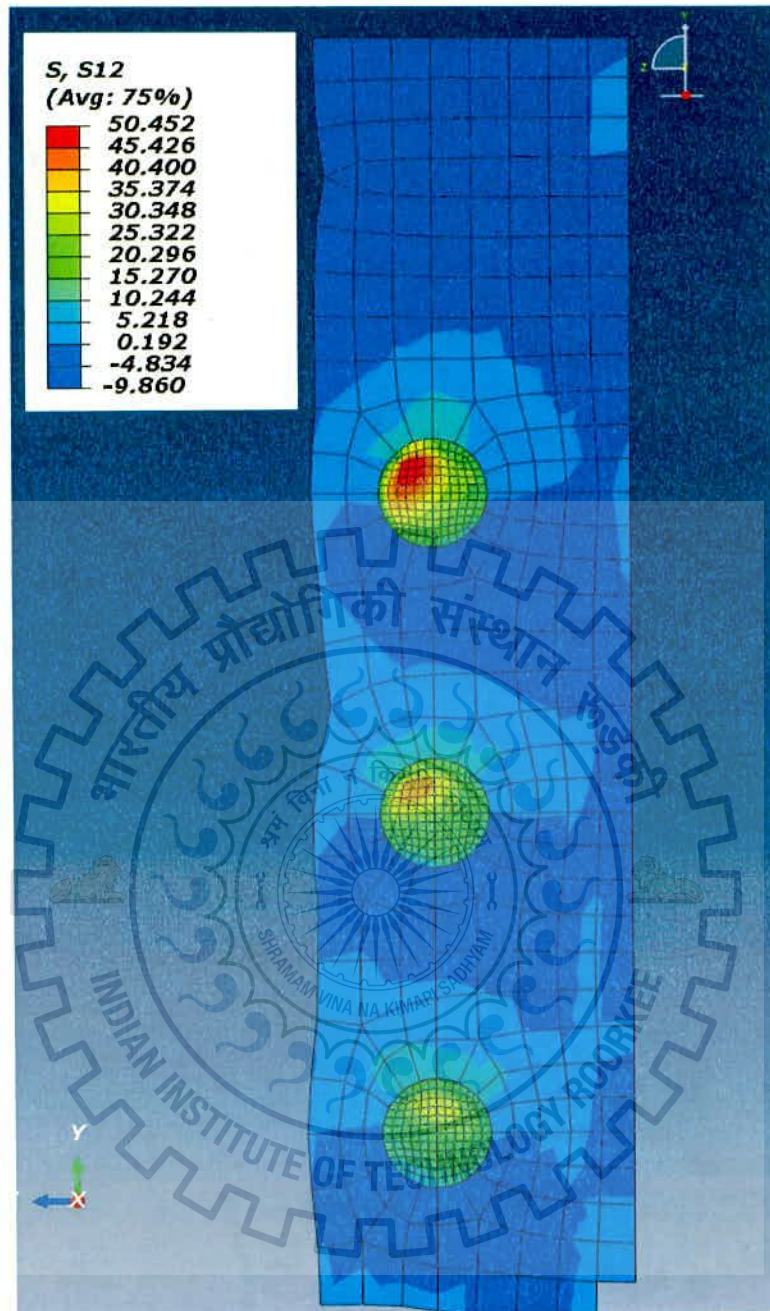 S, S12
(Avg: 75%)
50.452
45.426
40.400
35.374
30.348
25.322
20.296
15.270
10.244
5.218
0.192
-4.834
-9.860
Y
Z
भारतीय प्रौद्योगिकी संस्थान रूड़की
श्रमं विना न
SHRAMAM VINA NA KIMAPI SADHYAM
INDIAN INSTITUTE OF TECHNOLOGY ROORKEE
Y
X